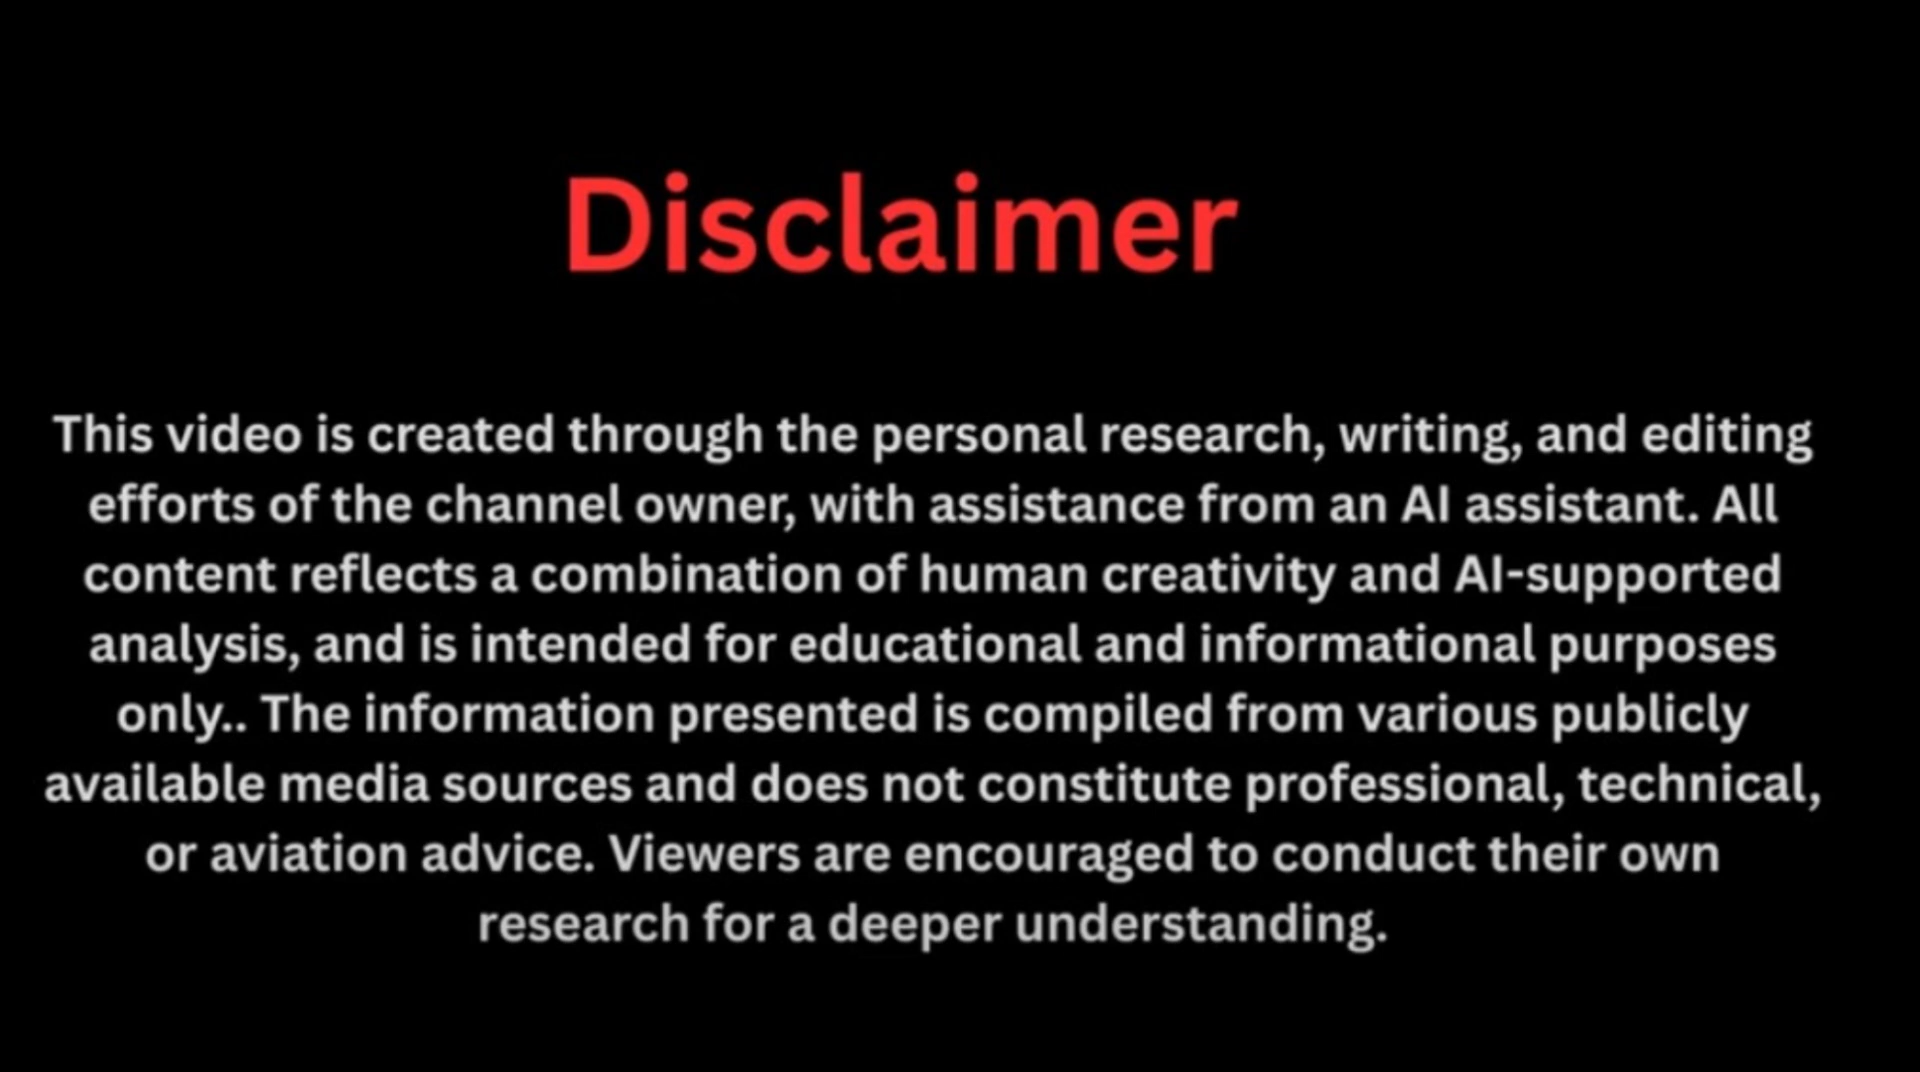 Disclaimer
This video is created through the personal research, writing, and editing
efforts of the channel owner, with assistance from an AI assistant. All
content reflects a combination of human creativity and AI-supported
analysis, and is intended for educational and informational purposes
only.. The information presented is compiled from various publicly
available media sources and does not constitute professional, technical,
or aviation advice. Viewers are encouraged to conduct their own
research for a deeper understanding.